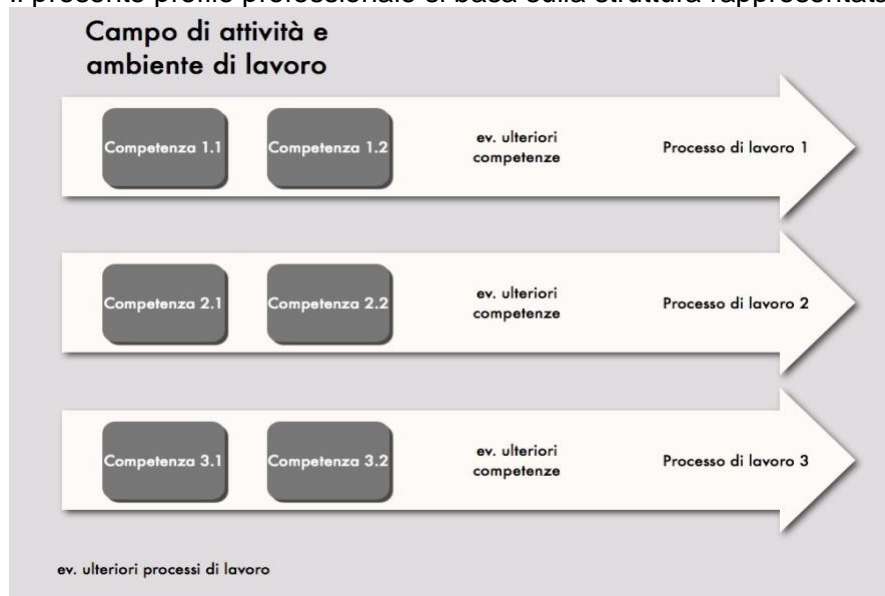 Il presente profilo professionale si basa sulla struttura rappresentata
Campo di attività e
ambiente di lavoro
Competenza 1.1
Competenza 1.2
ev. ulteriori
competenze
Processo di lavoro 1
Competenza 2.1
Competenza 2.2
ev. ulteriori
competenze
Processo di lavoro 2
Competenza 3.1
Competenza 3.2
ev. ulteriori
competenze
Processo di lavoro 3
ev. ulteriori processi di lavoro